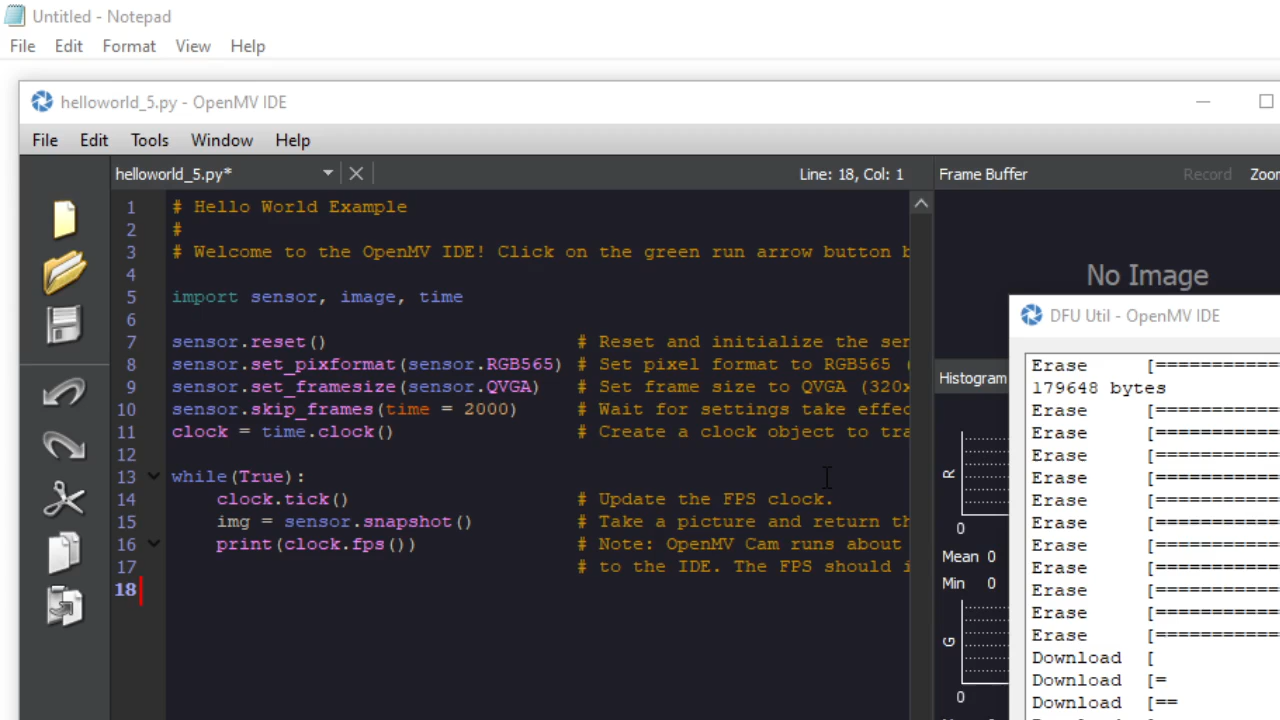 Untitled - Notepad
File Edit Format View Help
helloworld_5.py - OpenMV IDE
File Edit Tools Window Help
helloworld_5.py* Line: 18, Col: 1
1 # Hello World Example
2 #
3 # Welcome to the OpenMV IDE! Click on the green run arrow button
4
5 import sensor, image, time
6
7 sensor.reset() # Reset and initialize the
8 sensor.set_pixformat(sensor.RGB565) # Set pixel format to RGB565
9 sensor.set_framesize(sensor.QVGA) # Set frame size to QVGA (320
10 sensor.skip_frames(time = 2000) # Wait for settings take
11 clock = time.clock() # Create a clock object to
12
13 while(True):
14 clock.tick() # Update the FPS clock.
15 img = sensor.snapshot() # Take a picture and return
16 print(clock.fps()) # Note: OpenMV Cam runs about
17 # to the IDE. The FPS should
18
Frame Buffer Record Zoo
No Image
Histogram
R
0
Mean 0
Min 0
G
0
DFU Util - OpenMV IDE
Erase [===========
179648 bytes
Erase [===========
Erase [===========
Erase [===========
Erase [===========
Erase [===========
Erase [===========
Erase [===========
Erase [===========
Erase [===========
Erase [===========
Erase [===========
Download [
Download [=
Download [==